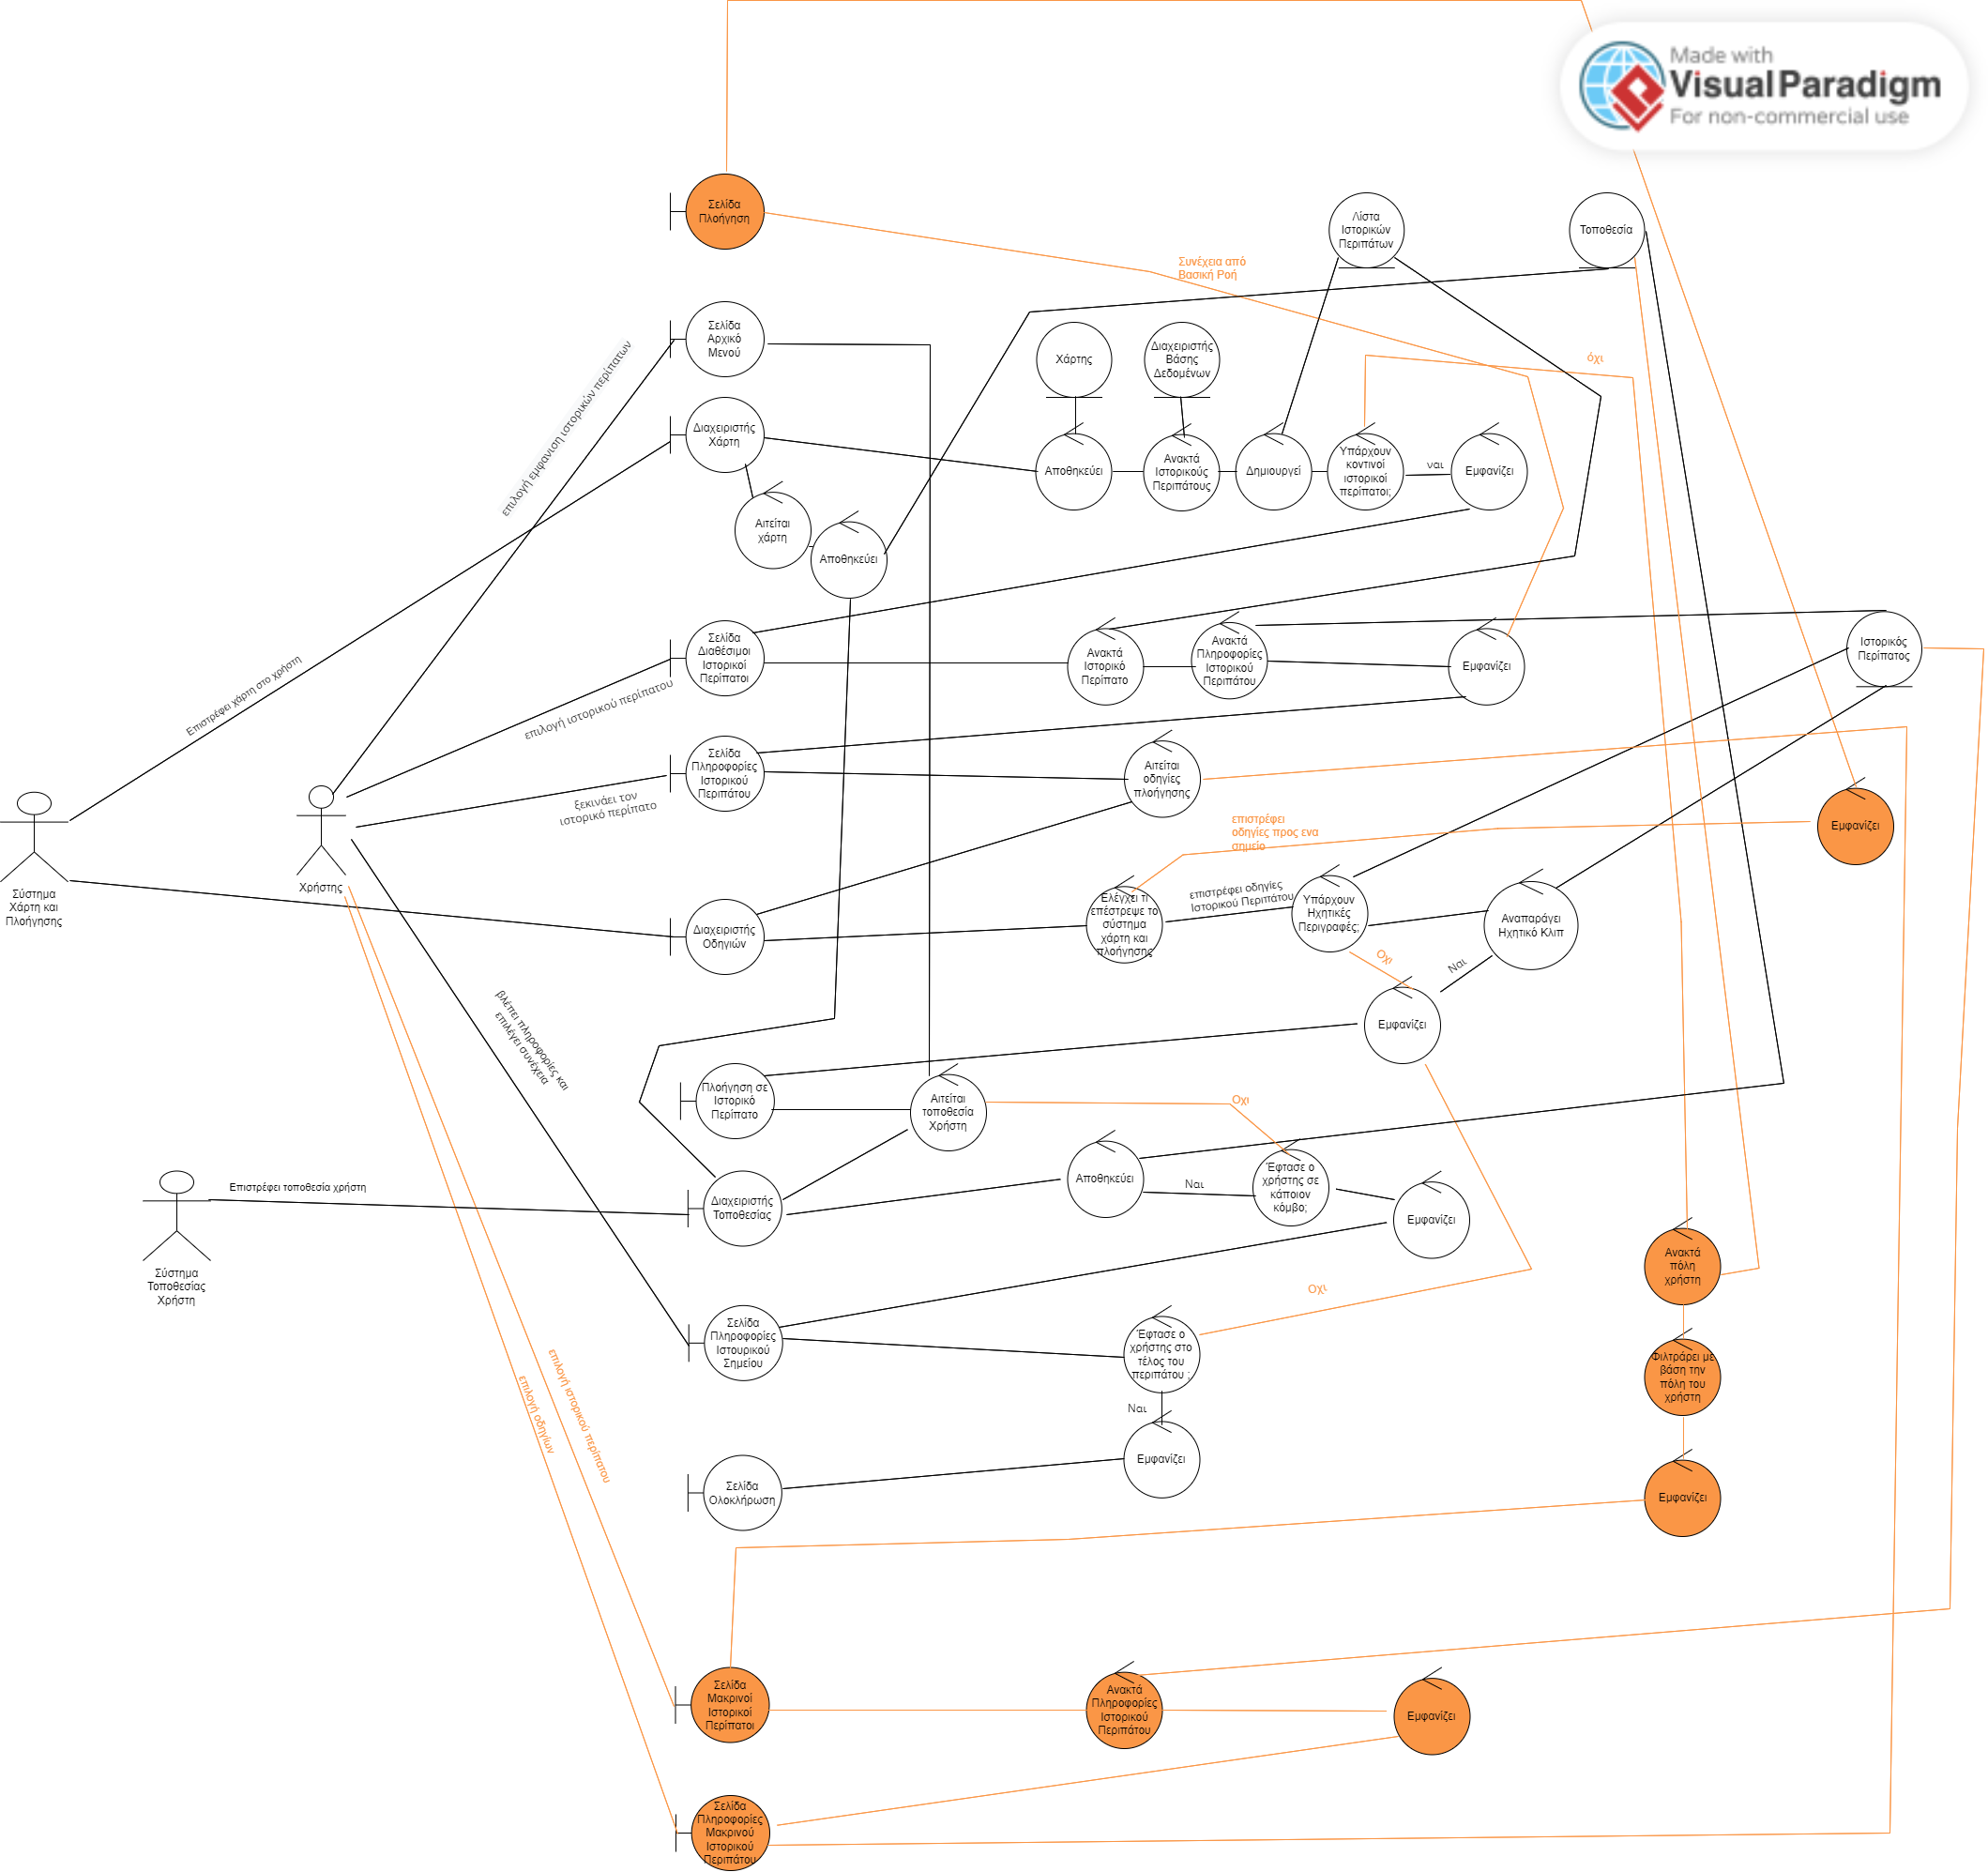 Made with
Visual Paradigm
For non-commercial use
Σελίδα
Πλοήγηση
Λίστα
Ιστορικών
Περιπάτων
Τοποθεσία
Συνέχεια από
Βασική Ροή
Σελίδα
Αρχικό
Μενού
Χάρτης
Διαχειριστής
Βάσης
Δεδομένων
όχι
επιλογή εμφανιση ιστορικών περίπατων
Διαχειριστής
Χάρτη
Αποθηκεύει
Ανακτά
Ιστορικούς
Περιπάτους
Δημιουργεί
Υπάρχουν
κοντινοί
ιστορικοί
περίπατοι;
ναι
Εμφανίζει
Αιτείται
χάρτη
Αποθηκεύει
Επιστρέφει χάρτη στο χρήστη
Σελίδα
Διαθέσιμοι
Ιστορικοί
Περίπατοι
επιλογή ιστορικού περίπατου
Ανακτά
Ιστορικό
Περίπατο
Ανακτά
Πληροφορίες
Ιστορικού
Περιπάτου
Εμφανίζει
Ιστορικός
Περίπατος
Σελίδα
Πληροφορίες
Ιστορικού
Περιπάτου
Αιτείται
οδηγίες
πλοήγησης
ξεκινάει τον
ιστορικό περίπατο
επιστρέφει
οδηγίες προς ενα
σημείο
Εμφανίζει
Σύστημα
Χάρτη και
Πλοήγησης
Χρήστης
Διαχειριστής
Οδηγιών
Ελέγχει τι
επέστρεψε το
σύστημα
χάρτη και
πλοήγησης
επιστρέφει οδηγίες
Ιστορικού Περιπάτου
Υπάρχουν
Ηχητικές
Περιγραφές;
Αναπαράγει
Ηχητικό Κλιπ
Οχι
Ναι
Εμφανίζει
βλέπει πληροφορίες και
επιλέγει συνέχεια
Πλοήγηση σε
Ιστορικό
Περίπατο
Αιτείται
τοποθεσία
Χρήστη
Οχι
Επιστρέφει τοποθεσία χρήστη
Διαχειριστής
Τοποθεσίας
Αποθηκεύει
Ναι
Έφτασε ο
χρήστης σε
κάποιον
κόμβο;
Εμφανίζει
Σύστημα
Τοποθεσίας
Χρήστη
Ανακτά
πόλη
χρήστη
Οχι
Σελίδα
Πληροφορίες
Ιστουρικού
Σημείου
Έφτασε ο
χρήστης στο
τέλος του
περιπάτου ;
Φιλτράρει με
βάση την
πόλη του
χρήστη
επιλογή ιστορικού περίπατου
επιλογή οδηγίων
Ναι
Εμφανίζει
Σελίδα
Ολοκλήρωση
Εμφανίζει
Σελίδα
Μακρινοί
Ιστορικοί
Περίπατοι
Ανακτά
Πληροφορίες
Ιστορικού
Περιπάτου
Εμφανίζει
Σελίδα
Πληροφορίες
Μακρινού
Ιστορικού
Περιπάτου